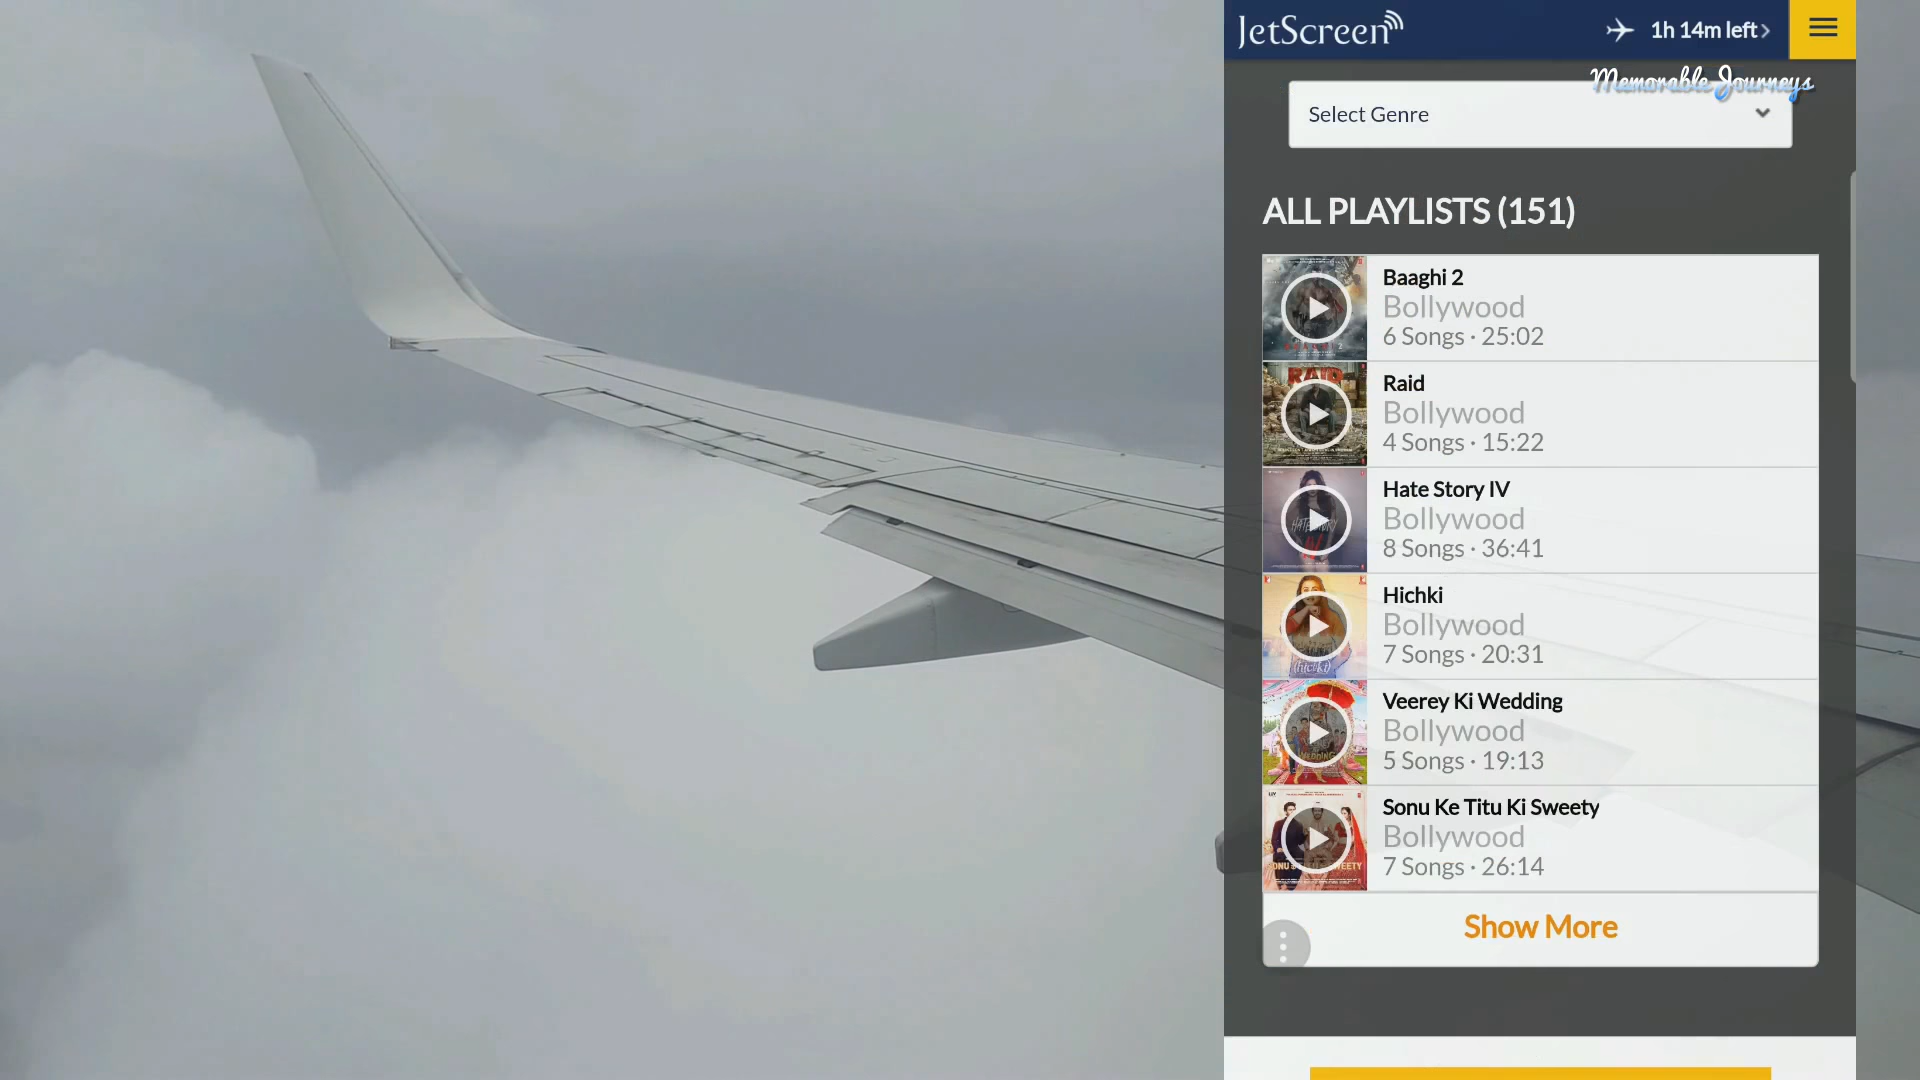 JetScreen
1h 14m left
Memorable Journeys
Select Genre
ALL PLAYLISTS (151)
Baaghi 2
Bollywood
6 Songs · 25:02
RAID
Raid
Bollywood
4 Songs · 15:22
Hate Story IV
Bollywood
8 Songs · 36:41
Hichki
Bollywood
7 Songs · 20:31
Veerey Ki Wedding
Bollywood
5 Songs · 19:13
Sonu Ke Titu Ki Sweety
Bollywood
7 Songs · 26:14
Show More